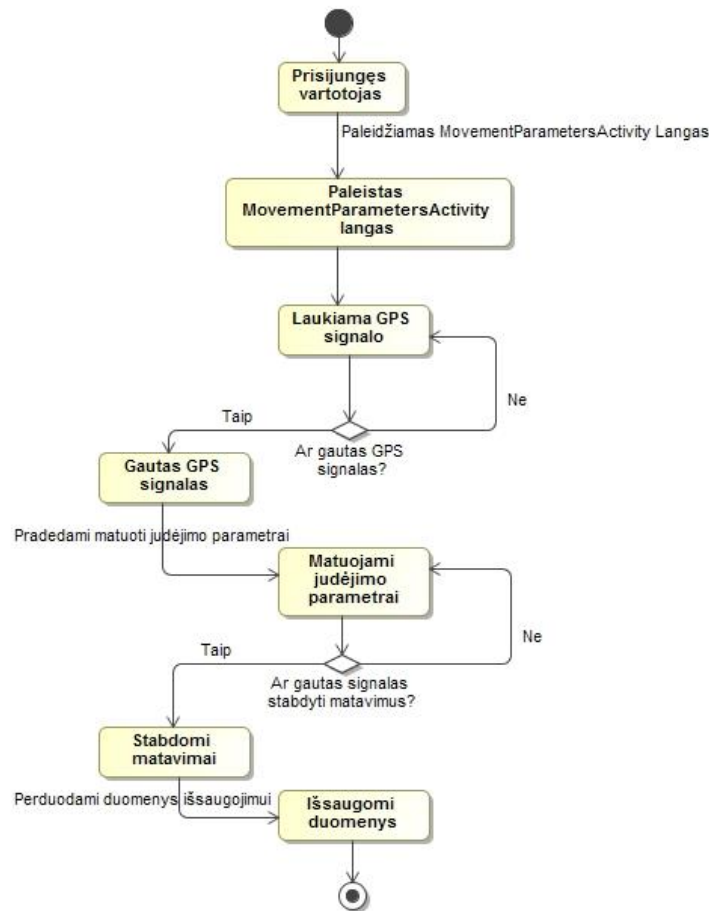 Prisijungęs
vartotojas
Paleidžiamas MovementParametersActivity Langas
Paleistas
MovementParametersActivity
langas
Laukiama GPS
signalo
Ne
Taip
Ar gautas GPS
signalas?
Gautas GPS
signalas
Pradedami matuoti judėjimo parametrai
Matuojami
judėjimo
parametrai
Ne
Taip
Ar gautas signalas
stabdyti matavimus?
Stabdomi
matavimai
Perduodami duomenys išsaugojimui
Išsaugomi
duomenys